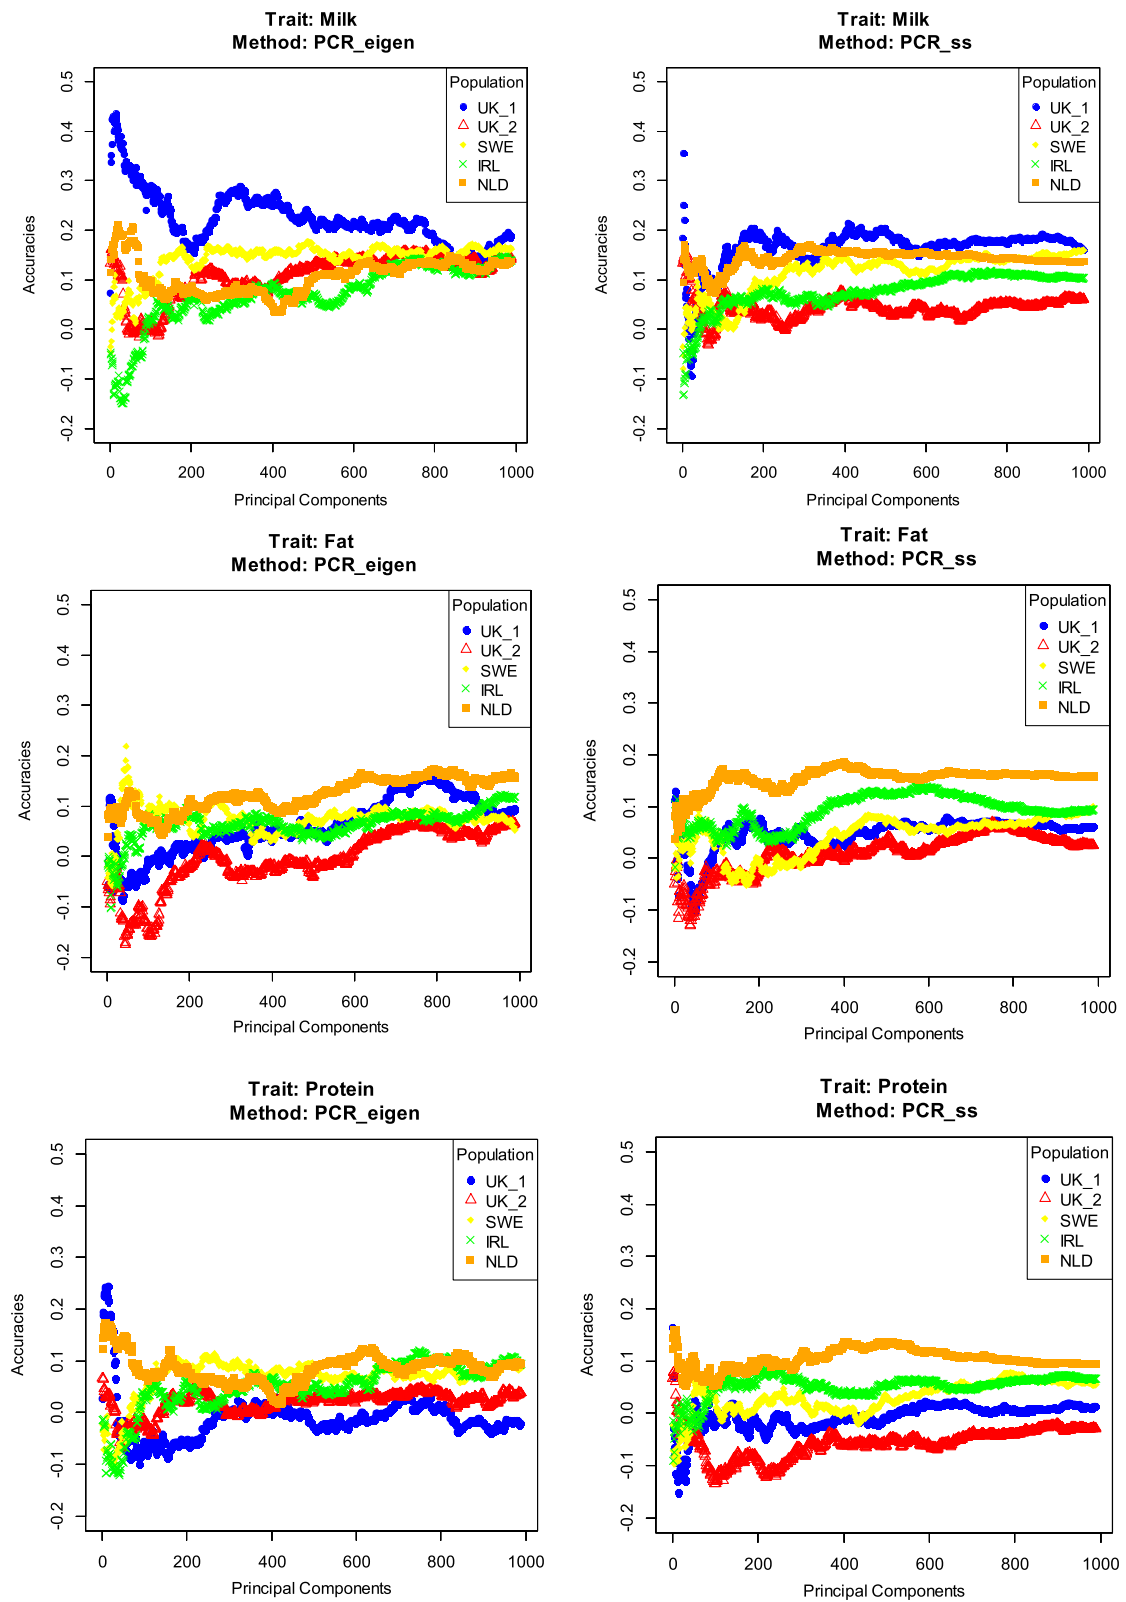 Trait: Milk
Method: PCR_eigen
Population
UK_1
UK_2
SWE
IRL
NLD
0.5
0.4
0.3
0.2
0.1
0.0
-0.1
-0.2
Accuracies
0 200 400 600 800 1000
Principal Components
Trait: Milk
Method: PCR_ss
Population
UK_1
UK_2
SWE
IRL
NLD
0.5
0.4
0.3
0.2
0.1
0.0
-0.1
-0.2
Accuracies
0 200 400 600 800 1000
Principal Components
Trait: Fat
Method: PCR_eigen
Population
UK_1
UK_2
SWE
IRL
NLD
0.5
0.4
0.3
0.2
0.1
0.0
-0.1
-0.2
Accuracies
0 200 400 600 800 1000
Principal Components
Trait: Fat
Method: PCR_ss
Population
UK_1
UK_2
SWE
IRL
NLD
0.5
0.4
0.3
0.2
0.1
0.0
-0.1
-0.2
Accuracies
0 200 400 600 800 1000
Principal Components
Trait: Protein
Method: PCR_eigen
Population
UK_1
UK_2
SWE
IRL
NLD
0.5
0.4
0.3
0.2
0.1
0.0
-0.1
-0.2
Accuracies
0 200 400 600 800 1000
Principal Components
Trait: Protein
Method: PCR_ss
Population
UK_1
UK_2
SWE
IRL
NLD
0.5
0.4
0.3
0.2
0.1
0.0
-0.1
-0.2
Accuracies
0 200 400 600 800 1000
Principal Components